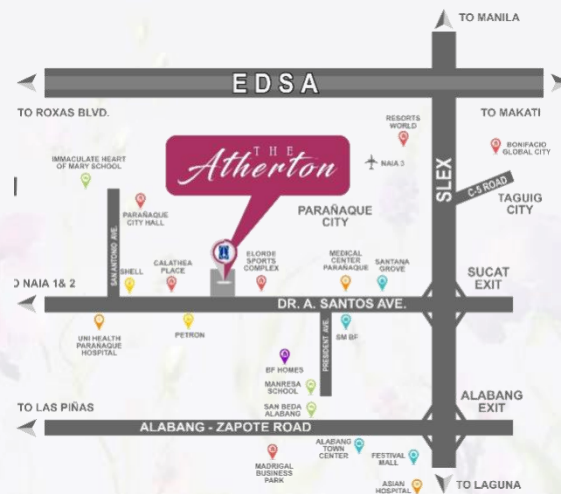 TO MANILA
EDSA
TO ROXAS BLVD.
TO MAKATI
RESORTS
WORLD
NAIA 3
BONIFACIO
GLOBAL CITY
IMMACULATE HEART
OF MARY SCHOOL
THE
Atherton
SLEX
C-5 ROAD
TAGUIG
CITY
PARAÑAQUE
CITY HALL
PARAÑAQUE
CITY
SAN ANTONIO AVE.
O NAIA 1& 2
SHELL
CALATHEA
PLACE
ELORDE
SPORTS
COMPLEX
MEDICAL
CENTER
PARAÑAQUE
SANTANA
GROVE
SUCAT
EXIT
DR. A. SANTOS AVE.
UNI HEALTH
PARAÑAQUE
HOSPITAL
PETRON
PRESIDENT AVE.
SM BF
BF HOMES
MANRESA
SCHOOL
SAN BEDA
ALABANG
TO LAS PIÑAS
ALABANG
EXIT
ALABANG - ZAPOTE ROAD
MADRIGAL
BUSINESS
PARK
ALABANG
TOWN
CENTER
FESTIVAL
MALL
ASIAN
HOSPITAL
TO LAGUNA